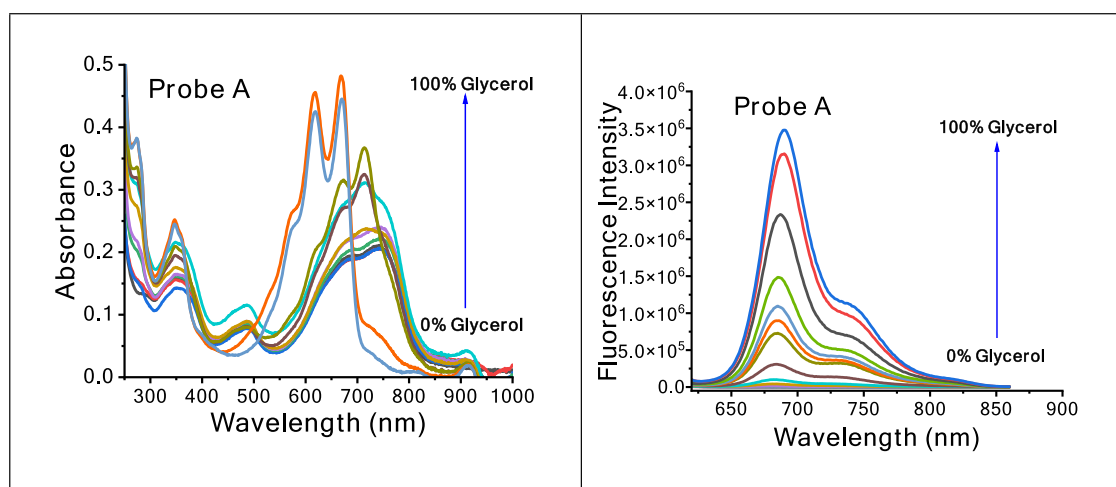 Probe A
100% Glycerol
0% Glycerol
Absorbance
0.5
0.4
0.3
0.2
0.1
0.0
300 400 500 600 700 800 900 1000
Wavelength (nm)
Probe A
100% Glycerol
0% Glycerol
Fluorescence Intensity
4.0×10⁶
3.5×10⁶
3.0×10⁶
2.5×10⁶
2.0×10⁶
1.5×10⁶
1.0×10⁶
5.0×10⁵
0.0
650 700 750 800 850 900
Wavelength (nm)